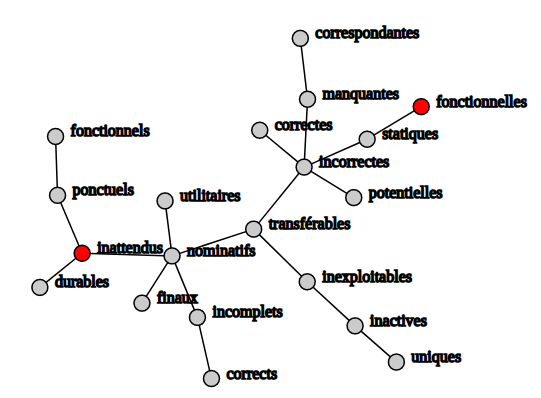 correspondantes
manquantes
fonctionnelles
correctes
fonctionnels
statiques
incorrectes
ponctuels
utilitaires
potentielles
transférables
inattendus
nominatifs
durables
inexploitables
finaux
incomplets
inactives
uniques
corrects